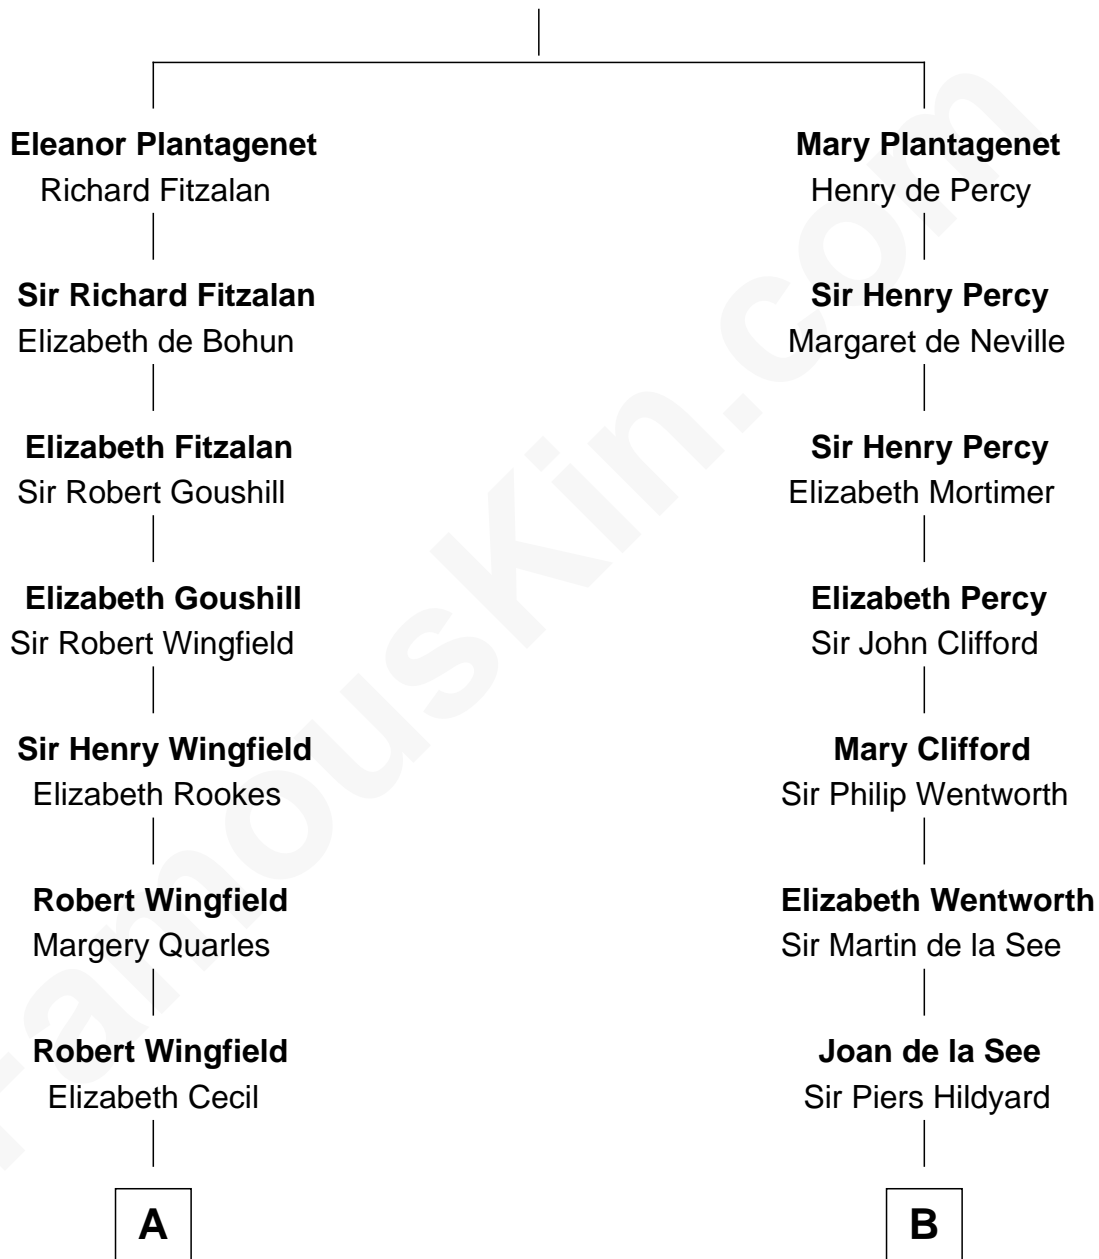 Eleanor Plantagenet
Richard Fitzalan
Sir Richard Fitzalan
Elizabeth de Bohun
Elizabeth Fitzalan
Sir Robert Goushill
Elizabeth Goushill
Sir Robert Wingfield
Sir Henry Wingfield
Elizabeth Rookes
Robert Wingfield
Margery Quarles
Robert Wingfield
Elizabeth Cecil
A
Mary Plantagenet
Henry de Percy
Sir Henry Percy
Margaret de Neville
Sir Henry Percy
Elizabeth Mortimer
Elizabeth Percy
Sir John Clifford
Mary Clifford
Sir Philip Wentworth
Elizabeth Wentworth
Sir Martin de la See
Joan de la See
Sir Piers Hildyard
B
FamousKin.com